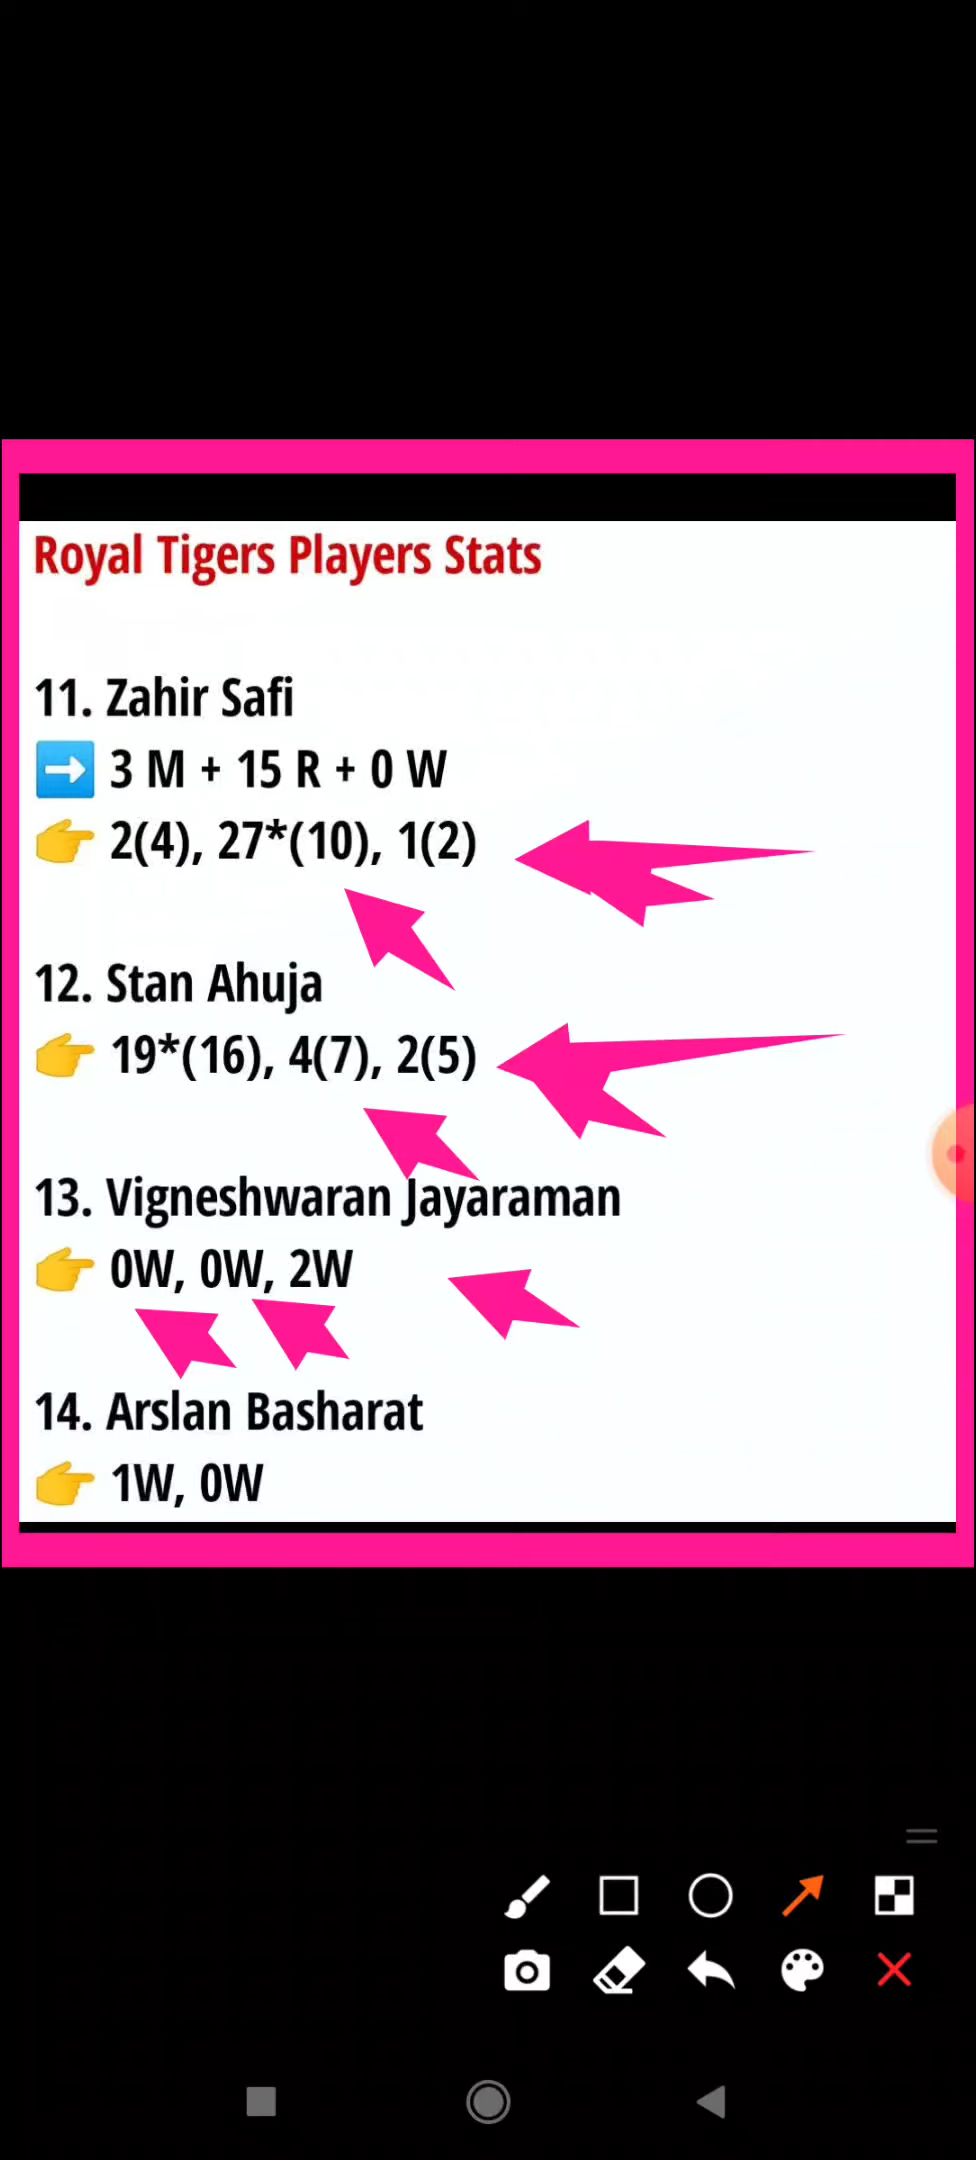 Royal Tigers Players Stats
11. Zahir Safi
➡️ 3 M + 15 R + 0 W
👉 2(4), 27*(10), 1(2)
12. Stan Ahuja
👉 19*(16), 4(7), 2(5)
13. Vigneshwaran Jayaraman
👉 0W, 0W, 2W
14. Arslan Basharat
👉 1W, 0W